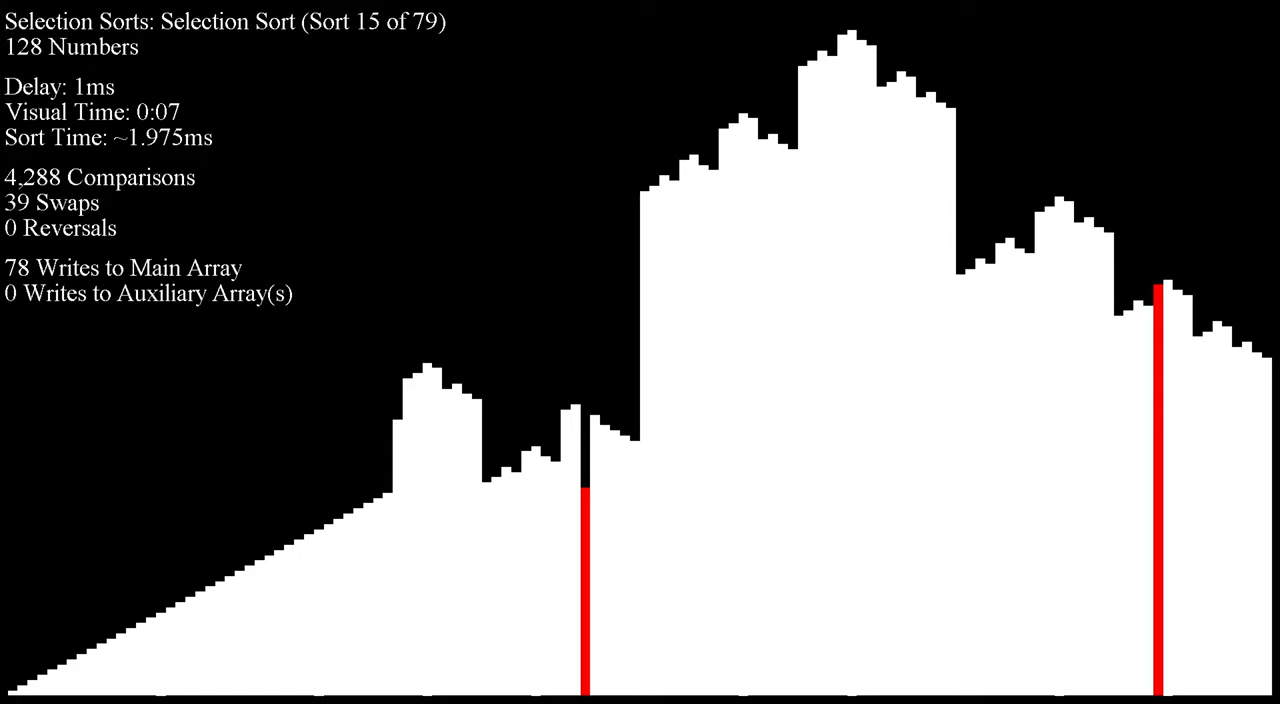 Selection Sorts: Selection Sort (Sort 15 of 79)
128 Numbers
Delay: 1ms
Visual Time: 0:07
Sort Time: ~1.975ms
4,288 Comparisons
39 Swaps
0 Reversals
78 Writes to Main Array
0 Writes to Auxiliary Array(s)